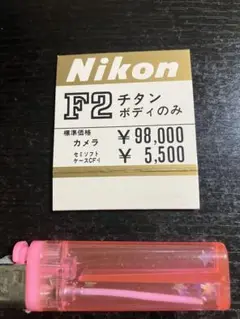 Nikon
F2 チタン
ボディのみ
標準価格
カメラ ¥98,000
セミソフト
ケースCF-1 ¥5,500